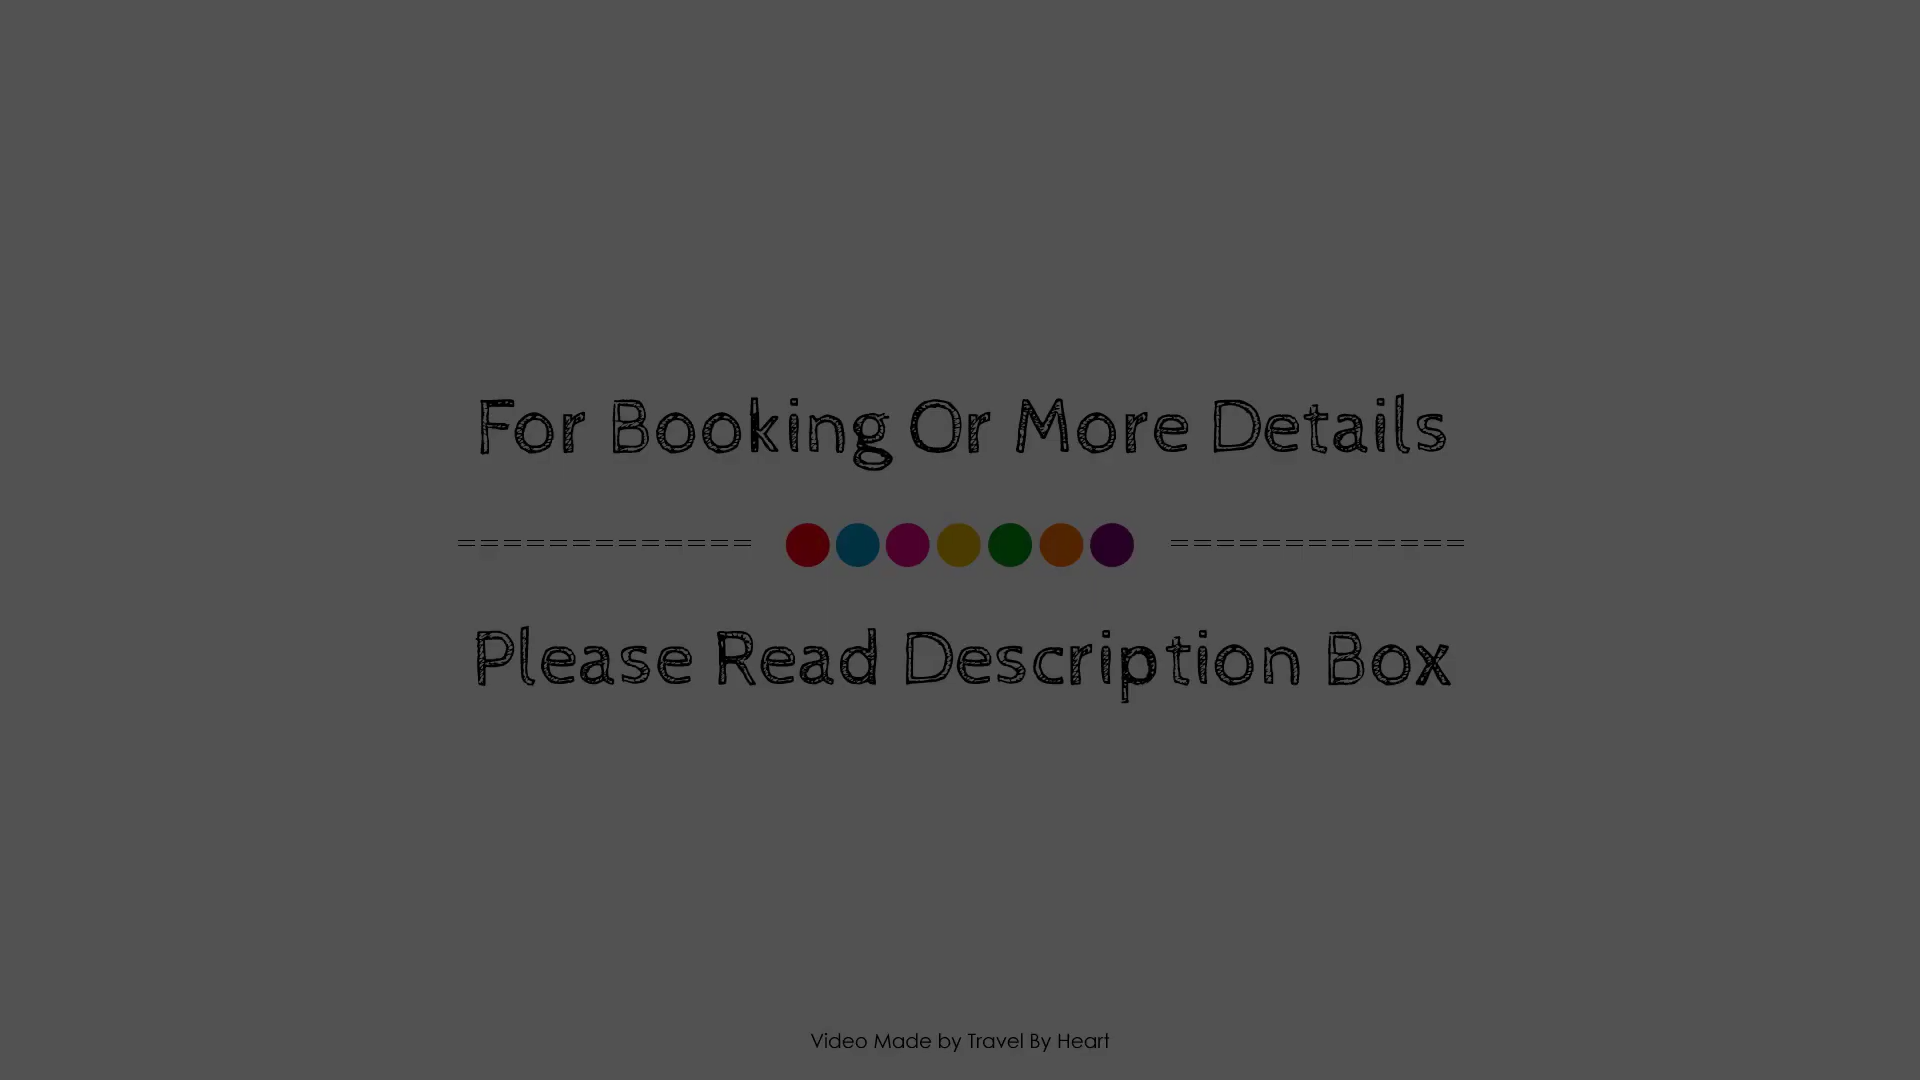 For Booking Or More Details
============= =============
Please Read Description Box
Video Made by Travel By Heart